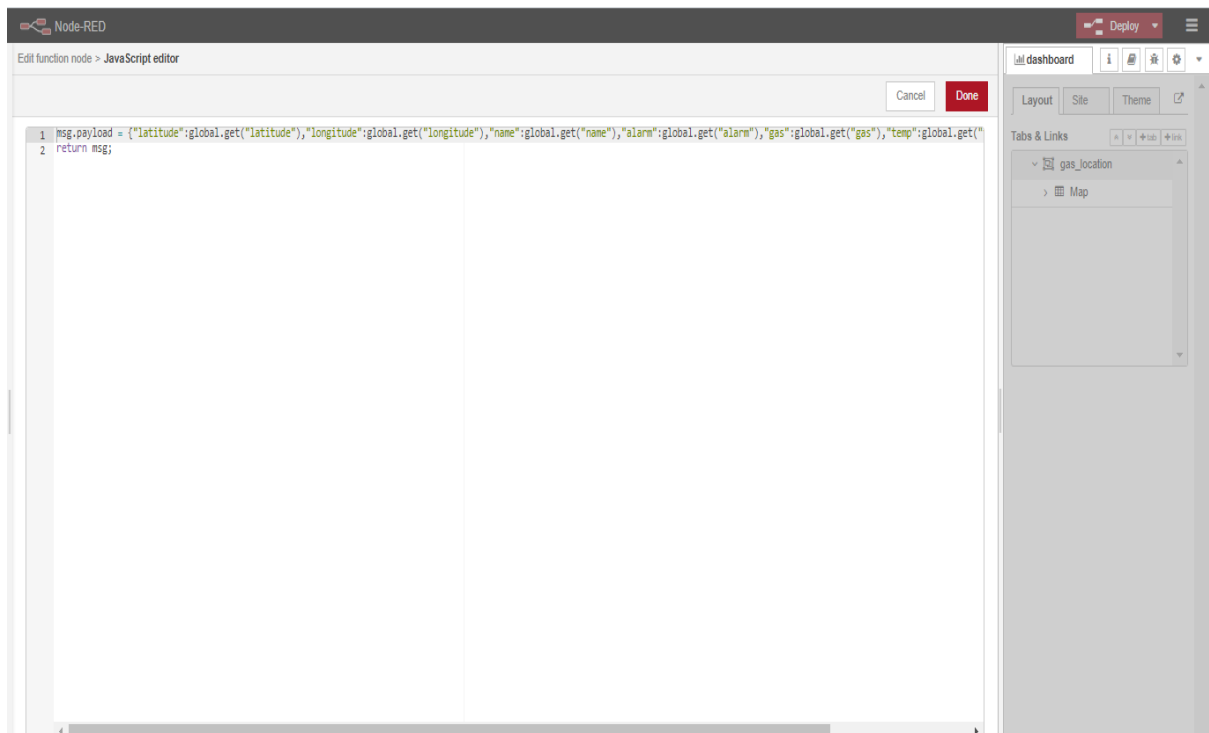 Node-RED
Deploy
Edit function node > JavaScript editor
dashboard
i
Cancel
Done
Layout
Site
Theme
1 msg.payload = {"latitude":global.get("latitude"),"longitude":global.get("longitude"),"name":global.get("name"),"alarm":global.get("alarm"),"gas":global.get("gas"),"temp":global.get("
2 return msg;
Tabs & Links
+tab
+link
gas_location
Map